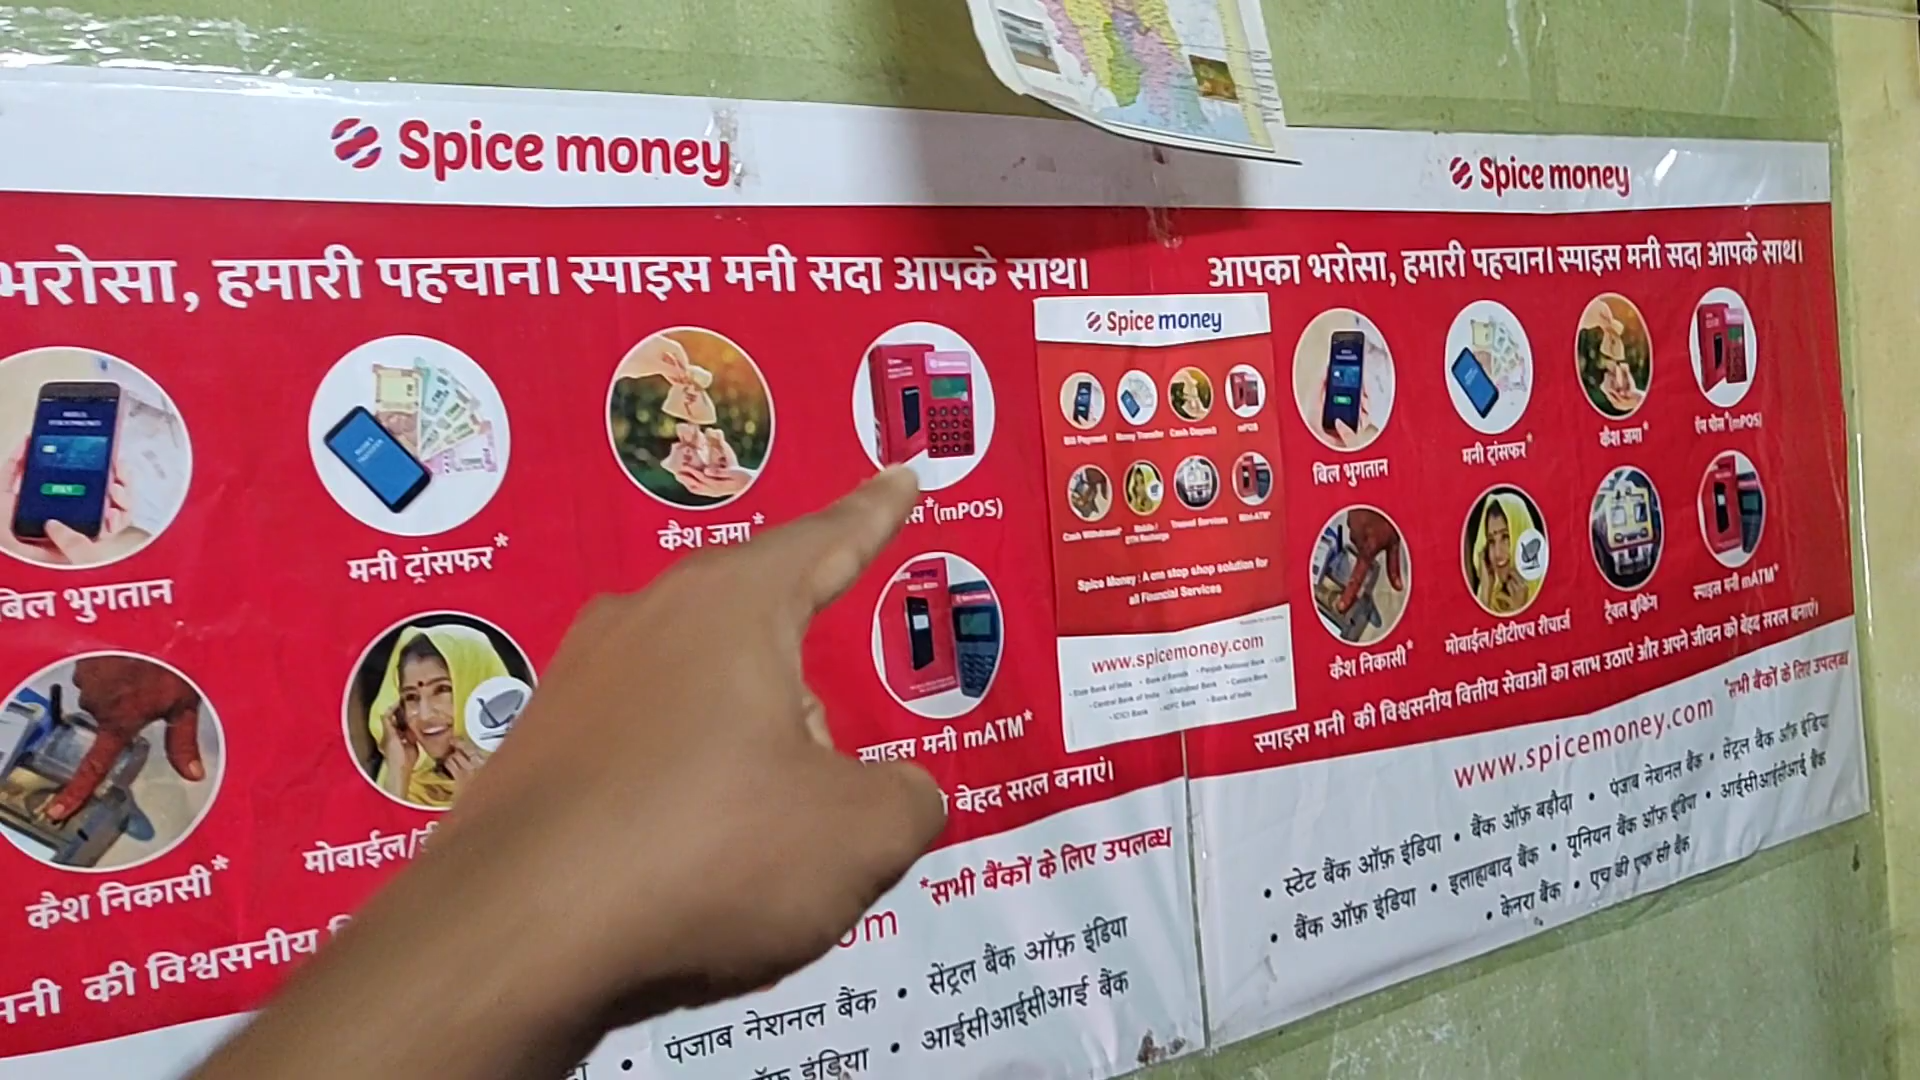 Spice money
भरोसा, हमारी पहचान। स्पाइस मनी सदा आपके साथ।
बिल भुगतान
मनी ट्रांसफर*
कैश जमा*
स*(mPOS)
कैश निकासी*
मोबाईल/डी
स्पाइस मनी mATM*
मनी की विश्वसनीय
बेहद सरल बनाएं।
*सभी बैंकों के लिए उपलब्ध
om
• पंजाब नेशनल बैंक • सेंट्रल बैंक ऑफ़ इंडिया
ऑफ़ इंडिया • आईसीआईसीआई बैंक
Spice money
Bill Payment
Money Transfer
Cash Deposit
mPOS
Cash Withdrawal*
Mobile /
DTH Recharge
Travel Services
Mini ATM*
Spice Money : A one stop shop solution for
all Financial Services
www.spicemoney.com
• State Bank of India • Bank of Baroda • Punjab National Bank • UBI
• Central Bank of India • Allahabad Bank • Canara Bank
• ICICI Bank • HDFC Bank • Bank of India
Spice money
आपका भरोसा, हमारी पहचान। स्पाइस मनी सदा आपके साथ।
बिल भुगतान
मनी ट्रांसफर*
कैश जमा*
ऍम पोस*(mPOS)
कैश निकासी*
मोबाईल/डीटीएच रीचार्ज
ट्रैवल बुकिंग
स्पाइस मनी mATM*
स्पाइस मनी की विश्वसनीय वित्तीय सेवाओं का लाभ उठाएं और अपने जीवन को बेहद सरल बनाएं।
*सभी बैंकों के लिए उपलब्ध
www.spicemoney.com
• स्टेट बैंक ऑफ़ इंडिया • बैंक ऑफ़ बड़ौदा • पंजाब नेशनल बैंक • सेंट्रल बैंक ऑफ़ इंडिया
• बैंक ऑफ़ इंडिया • इलाहाबाद बैंक • यूनियन बैंक ऑफ़ इंडिया • आईसीआईसीआई बैंक
• केनरा बैंक • एच डी एफ सी बैंक